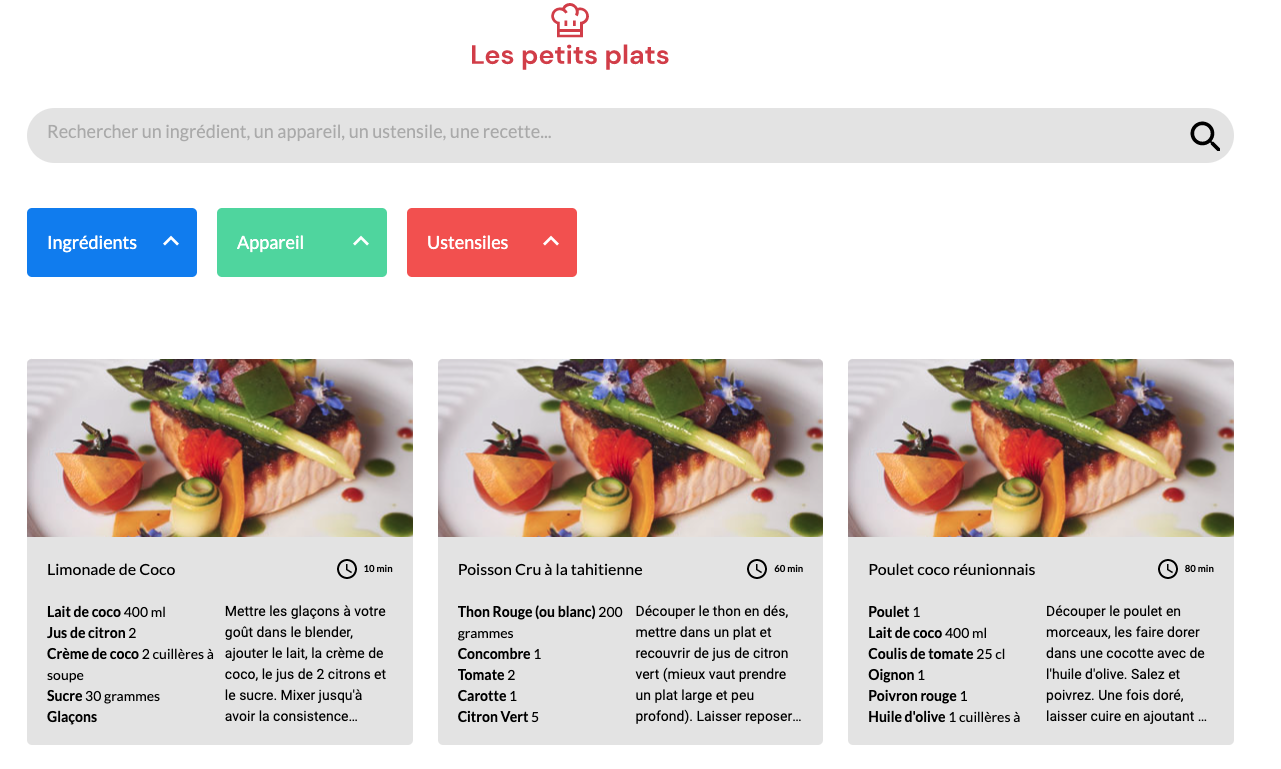 Les petits plats
Rechercher un ingrédient, un appareil, un ustensile, une recette...
Ingrédients
Appareil
Ustensiles
Limonade de Coco
10 min
Lait de coco 400 ml
Jus de citron 2
Crème de coco 2 cuillères à
soupe
Sucre 30 grammes
Glaçons
Mettre les glaçons à votre
goût dans le blender,
ajouter le lait, la crème de
coco, le jus de 2 citrons et
le sucre. Mixer jusqu'à
avoir la consistence...
Poisson Cru à la tahitienne
60 min
Thon Rouge (ou blanc) 200
grammes
Concombre 1
Tomate 2
Carotte 1
Citron Vert 5
Découper le thon en dés,
mettre dans un plat et
recouvrir de jus de citron
vert (mieux vaut prendre
un plat large et peu
profond). Laisser reposer...
Poulet coco réunionnais
80 min
Poulet 1
Lait de coco 400 ml
Coulis de tomate 25 cl
Oignon 1
Poivron rouge 1
Huile d'olive 1 cuillères à
Découper le poulet en
morceaux, les faire dorer
dans une cocotte avec de
l'huile d'olive. Salez et
poivrez. Une fois doré,
laisser cuire en ajoutant ...